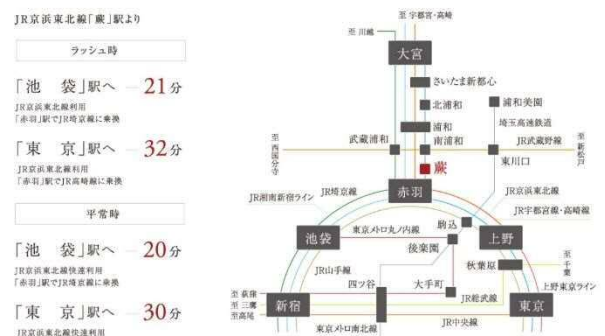 JR京浜東北線「蕨」駅より
ラッシュ時
「池 袋」駅へ 21分
JR京浜東北線利用
「赤羽」駅でJR埼京線に乗換
「東 京」駅へ 32分
JR京浜東北線利用
「赤羽」駅でJR高崎線に乗換
平常時
「池 袋」駅へ 20分
JR京浜東北線快速利用
「赤羽」駅でJR埼京線に乗換
「東 京」駅へ 30分
JR京浜東北線快速利用
至宇都宮・高崎
至川越
大宮
さいたま新都心
北浦和
浦和美園
浦和
埼玉高速鉄道
武蔵浦和
南浦和
JR武蔵野線
至西国分寺
至新松戸
東川口
蕨
赤羽
JR埼京線
JR京浜東北線
JR湘南新宿ライン
JR宇都宮線・高崎線
駒込
池袋
東京メトロ丸ノ内線
上野
後楽園
秋葉原
至千葉
JR山手線
四ツ谷
大手町
上野東京ライン
至荻窪
至三鷹
至高尾
新宿
JR総武線
東京
JR中央線
東京メトロ南北線